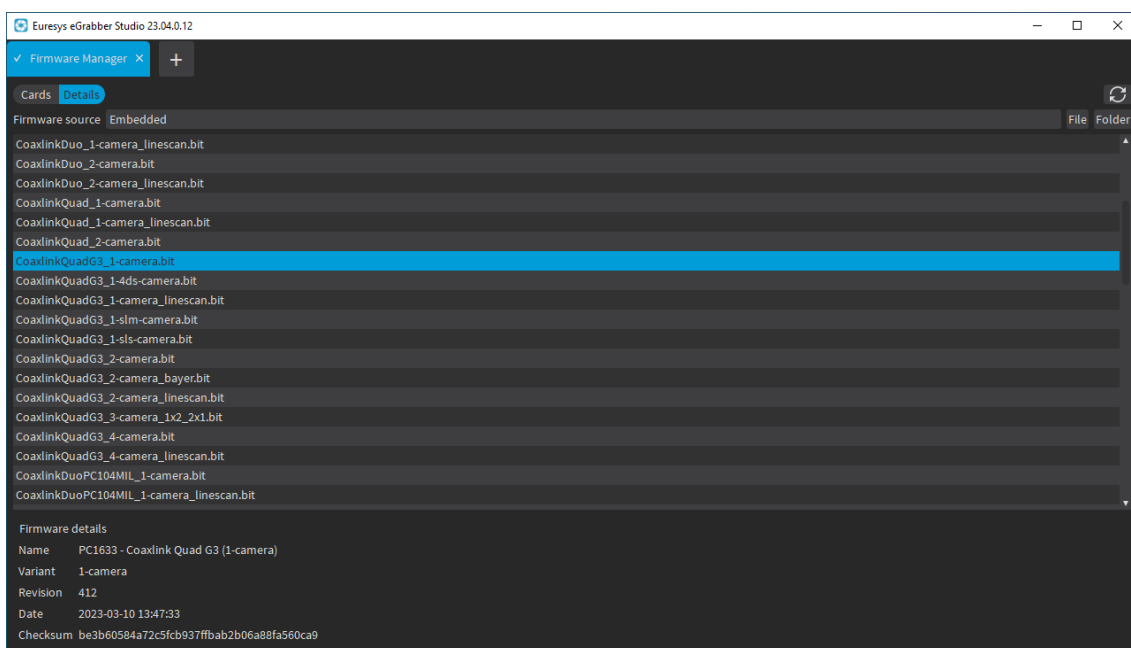 Euresys eGrabber Studio 23.04.0.12
Firmware Manager
Cards Details
Firmware source Embedded File Folder
CoaxlinkDuo_1-camera_linescan.bit
CoaxlinkDuo_2-camera.bit
CoaxlinkDuo_2-camera_linescan.bit
CoaxlinkQuad_1-camera.bit
CoaxlinkQuad_1-camera_linescan.bit
CoaxlinkQuad_2-camera.bit
CoaxlinkQuadG3_1-camera.bit
CoaxlinkQuadG3_1-4ds-camera.bit
CoaxlinkQuadG3_1-camera_linescan.bit
CoaxlinkQuadG3_1-slm-camera.bit
CoaxlinkQuadG3_1-sls-camera.bit
CoaxlinkQuadG3_2-camera.bit
CoaxlinkQuadG3_2-camera_bayer.bit
CoaxlinkQuadG3_2-camera_linescan.bit
CoaxlinkQuadG3_3-camera_1x2_2x1.bit
CoaxlinkQuadG3_4-camera.bit
CoaxlinkQuadG3_4-camera_linescan.bit
CoaxlinkDuoPC104MIL_1-camera.bit
CoaxlinkDuoPC104MIL_1-camera_linescan.bit
Firmware details
Name PC1633 - Coaxlink Quad G3 (1-camera)
Variant 1-camera
Revision 412
Date 2023-03-10 13:47:33
Checksum be3b60584a72c5fcb937ffbab2b06a88fa560ca9